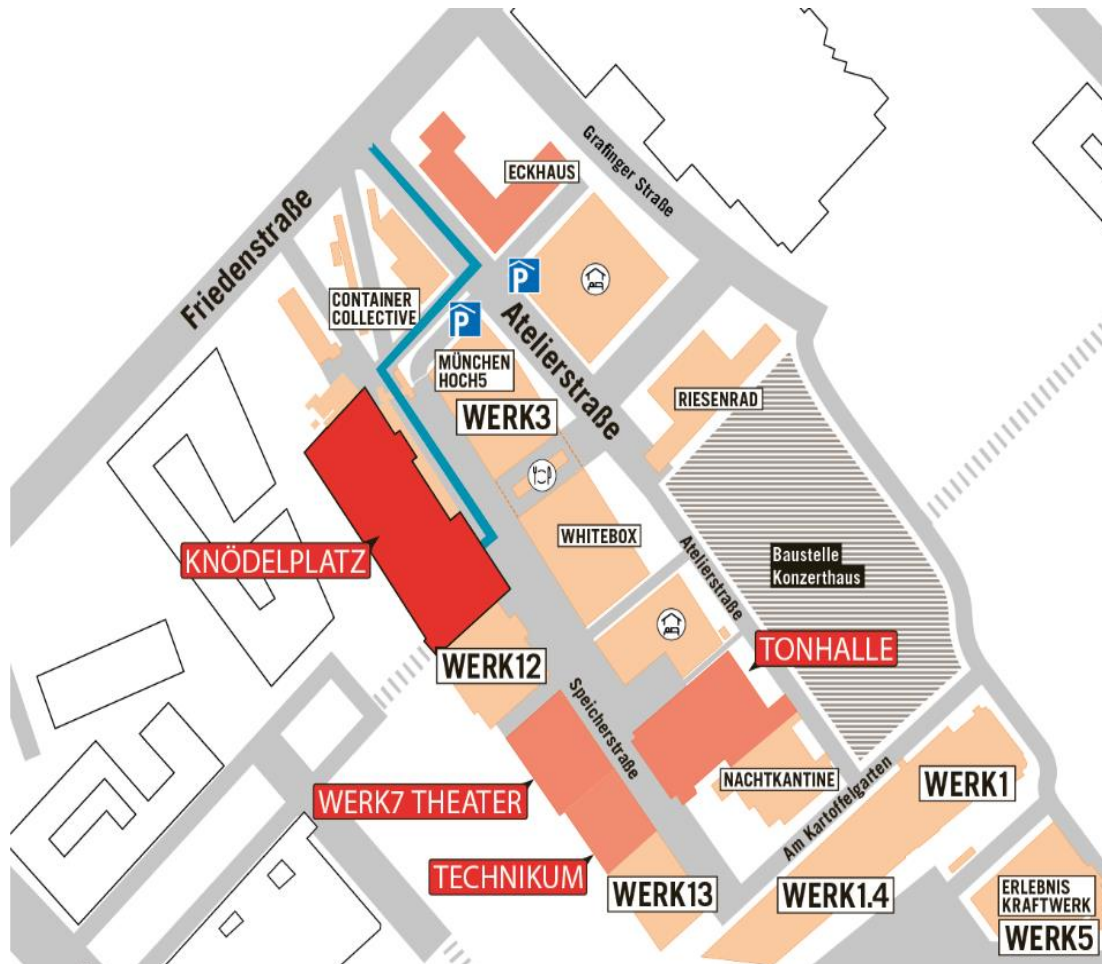 Grafinger Straße
ECKHAUS
Friedenstraße
CONTAINER
COLLECTIVE
P
P
Atelierstraße
MÜNCHEN
HOCH5
WERK3
RIESENRAD
KNÖDELPLATZ
WHITEBOX
Atelierstraße
Baustelle
Konzerthaus
TONHALLE
WERK12
Speicherstraße
WERK7 THEATER
NACHTKANTINE
Am Kartoffelgarten
WERK1
TECHNIKUM
WERK13
WERK1.4
ERLEBNIS
KRAFTWERK
WERK5